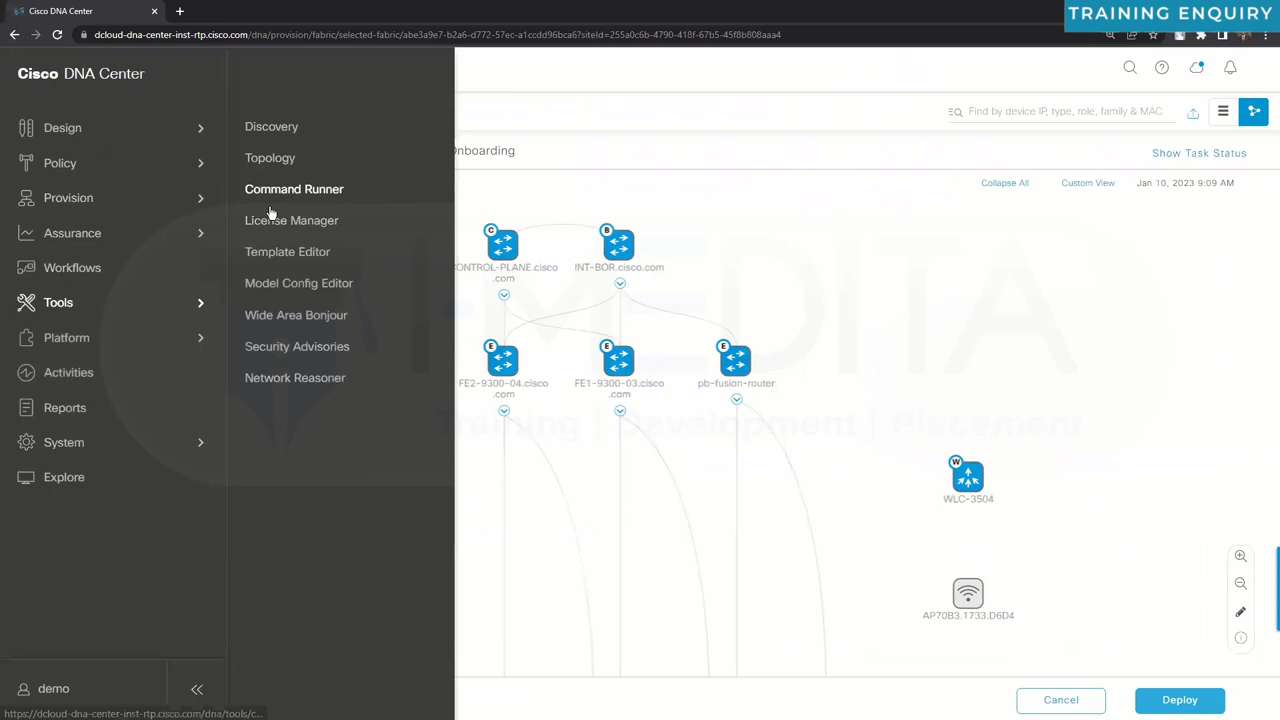 Cisco DNA Center
TRAINING ENQUIRY
dcloud-dna-center-inst-rtp.cisco.com/dna/provision/fabric/selected-fabric/abe3a9e7-b2a6-d772-57ec-a1ccdd96bca6?siteId=255a0c6b-4790-418f-67b5-45f8b808aaa4
Cisco DNA Center
Design
Policy
Provision
Assurance
Workflows
Tools
Platform
Activities
Reports
System
Explore
demo
Discovery
Topology
Command Runner
License Manager
Template Editor
Model Config Editor
Wide Area Bonjour
Security Advisories
Network Reasoner
Find by device IP, type, role, family & MAC
Onboarding
Show Task Status
Collapse All
Custom View
Jan 10, 2023 9:09 AM
C
CONTROL-PLANE.cisco
.com
B
INT-BOR.cisco.com
E
FE2-9300-04.cisco
.com
E
FE1-9300-03.cisco
.com
E
pb-fusion-router
W
WLC-3504
AP70B3.1733.D6D4
Training | Development | Placement
Cancel
Deploy
https://dcloud-dna-center-inst-rtp.cisco.com/dna/tools/c...